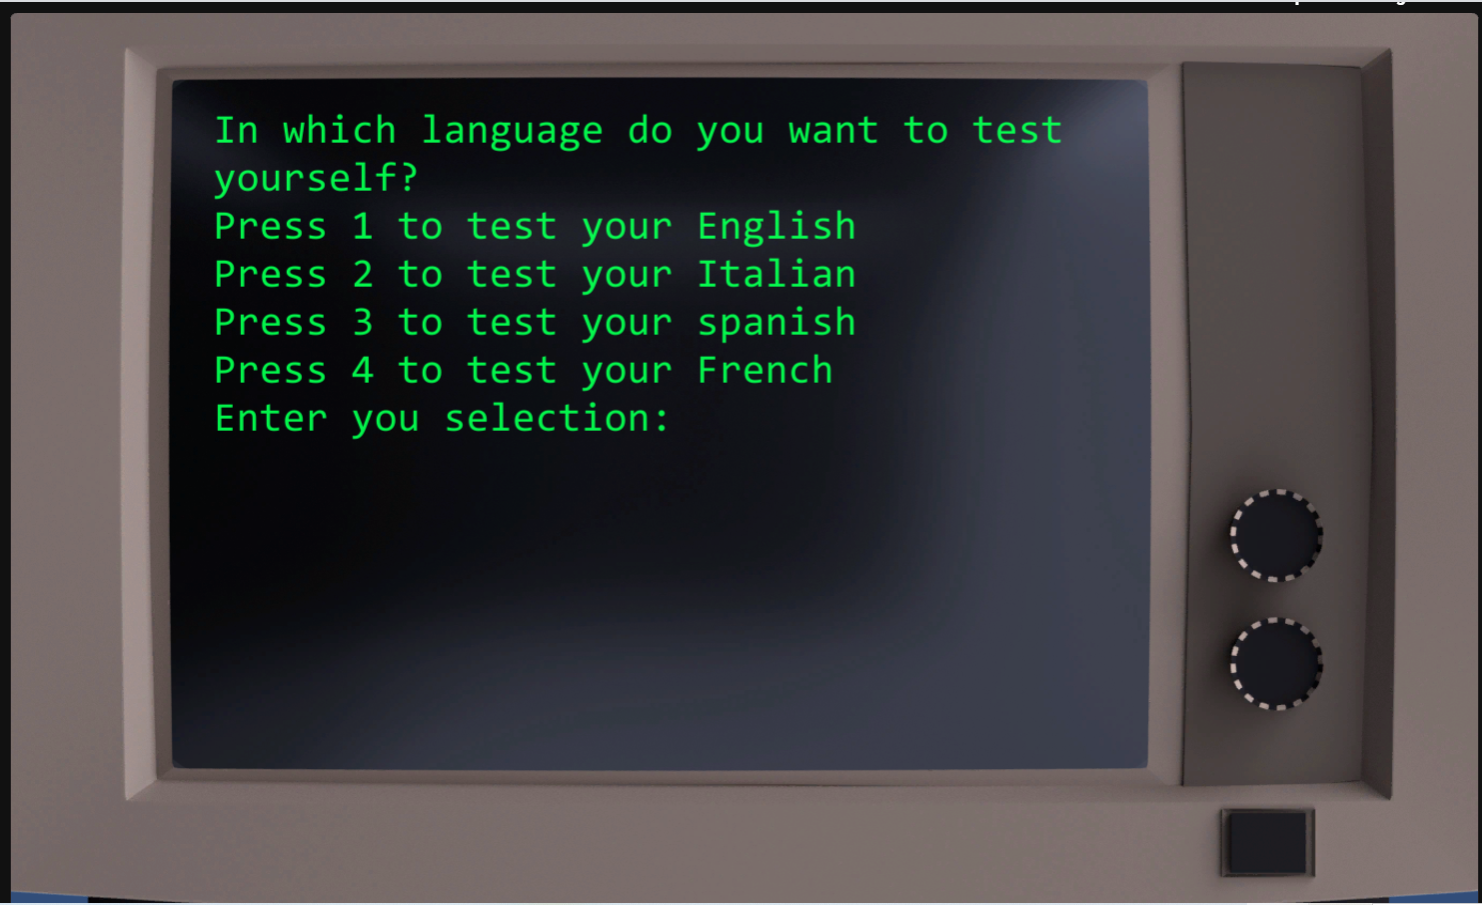 In which language do you want to test
yourself?
Press 1 to test your English
Press 2 to test your Italian
Press 3 to test your spanish
Press 4 to test your French
Enter you selection: